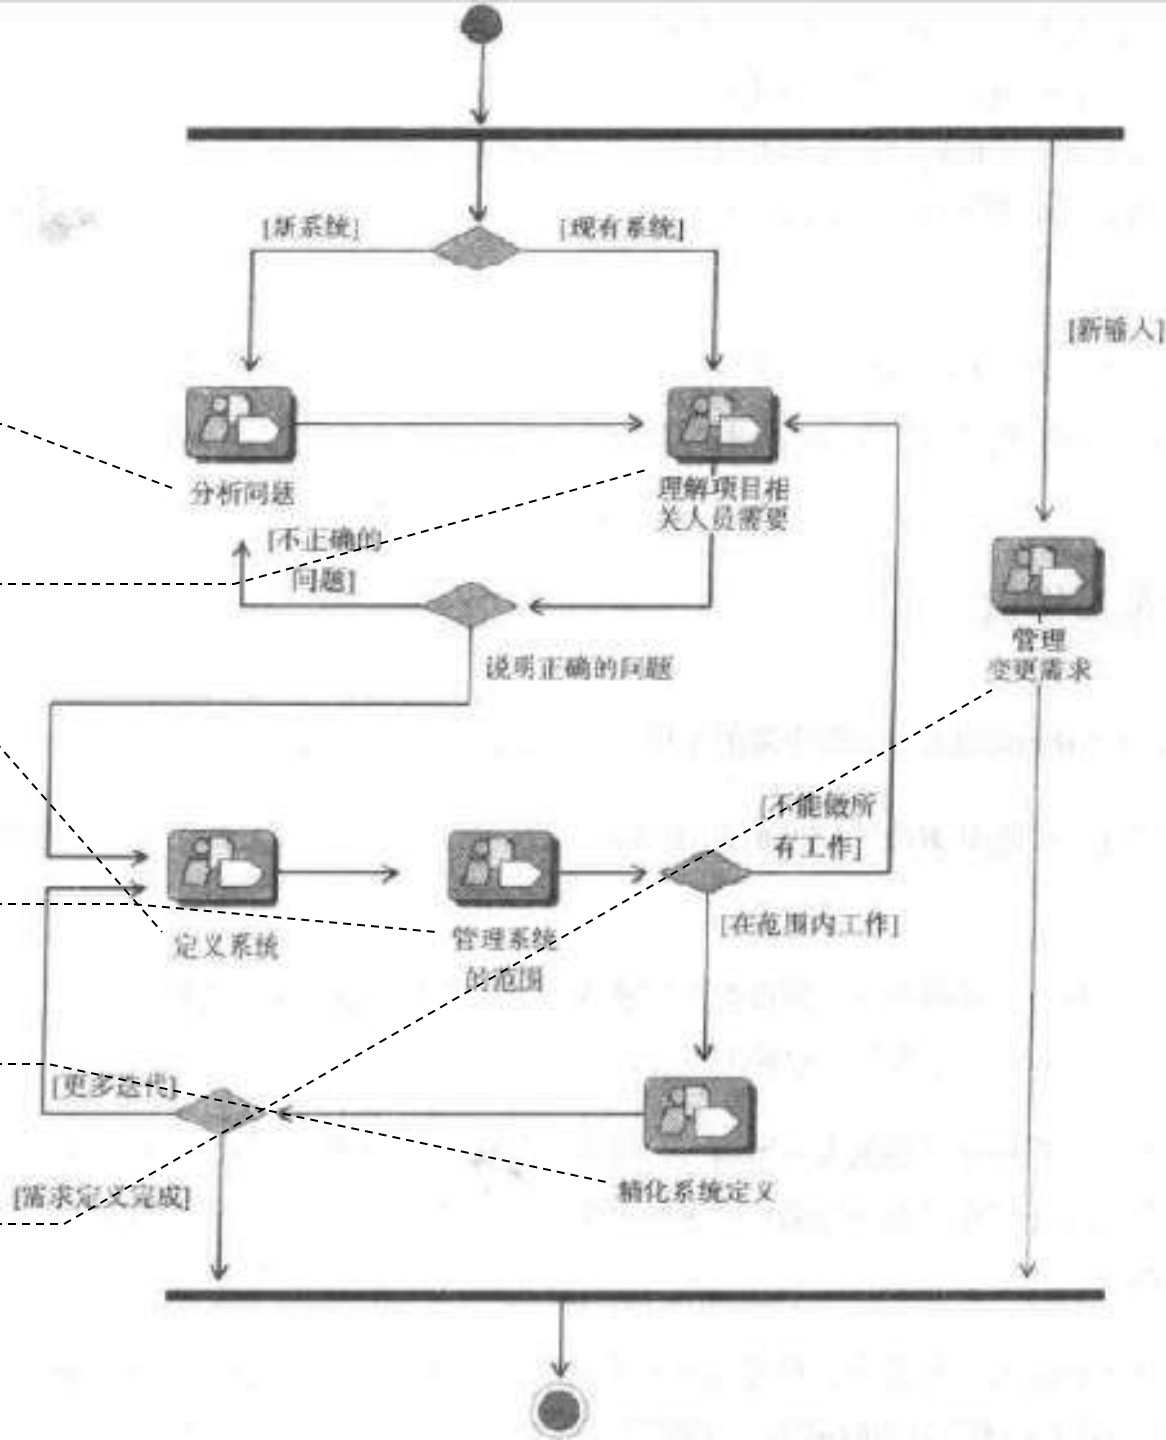 [新系统]
[现有系统]
[新输人]
分析问题
理解项目相
关人员需要
[不正确的
问题]
管理
变更需求
说明正确的问题
[不能做所
有工作]
[在范围内工作]
定义系统
管理系统
的范围
[更多迭代]
精化系统定义
[需求定义完成]